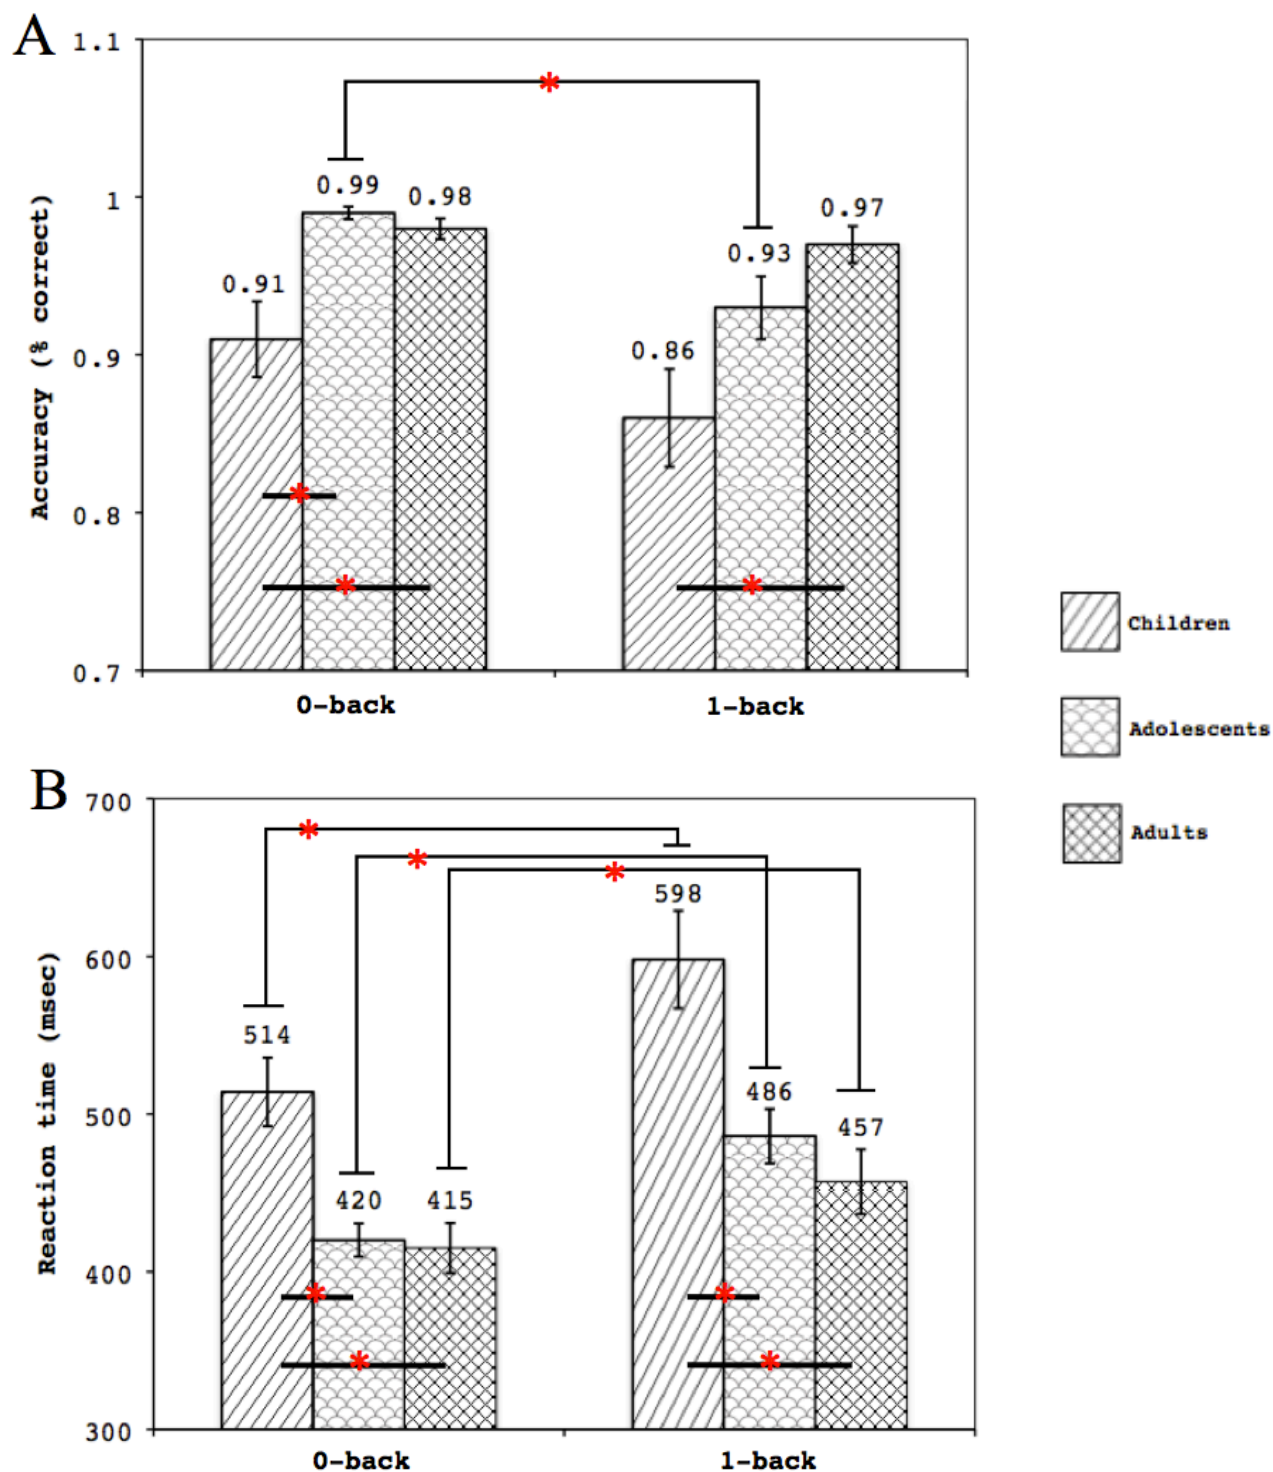 A
1.1
1
0.9
0.8
0.7
Accuracy (% correct)
0.91
0.99
0.98
0.86
0.93
0.97
0-back
1-back
Children
Adolescents
Adults
B
700
600
500
400
300
Reaction time (msec)
514
420
415
598
486
457
0-back
1-back